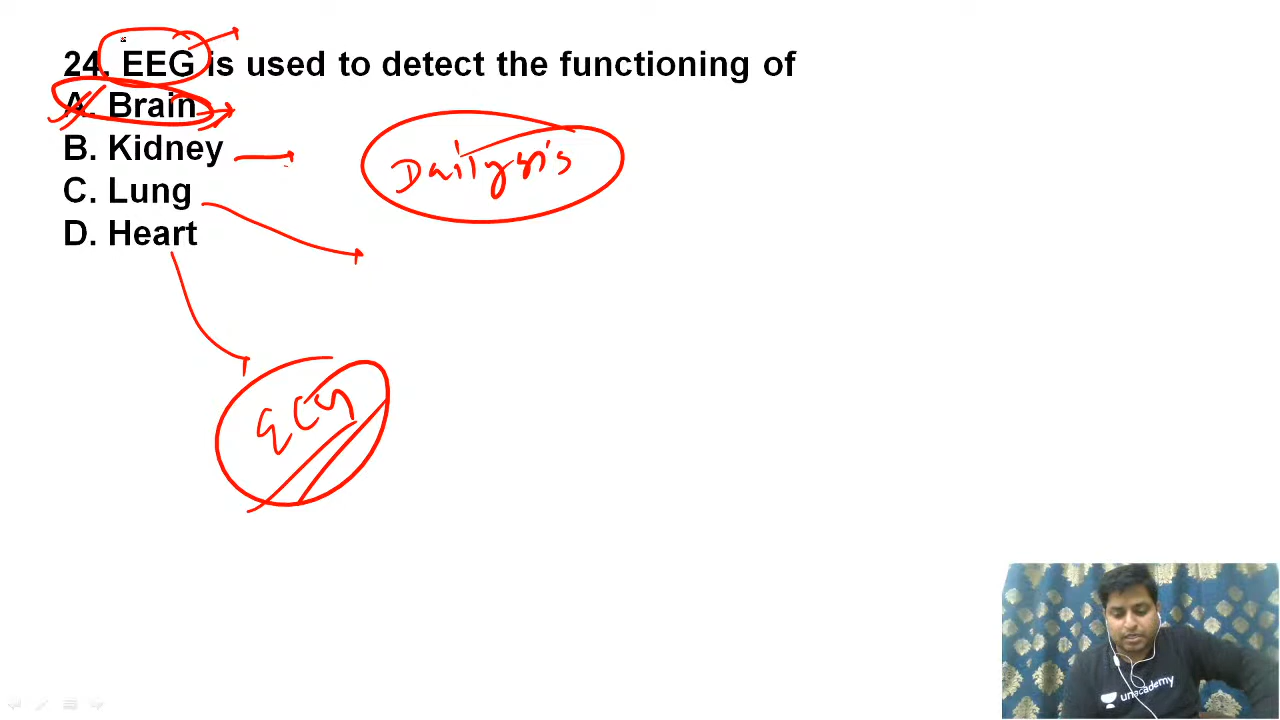 24. EEG is used to detect the functioning of
A. Brain
B. Kidney
Dailysis
C. Lung
D. Heart
ECG
unacademy